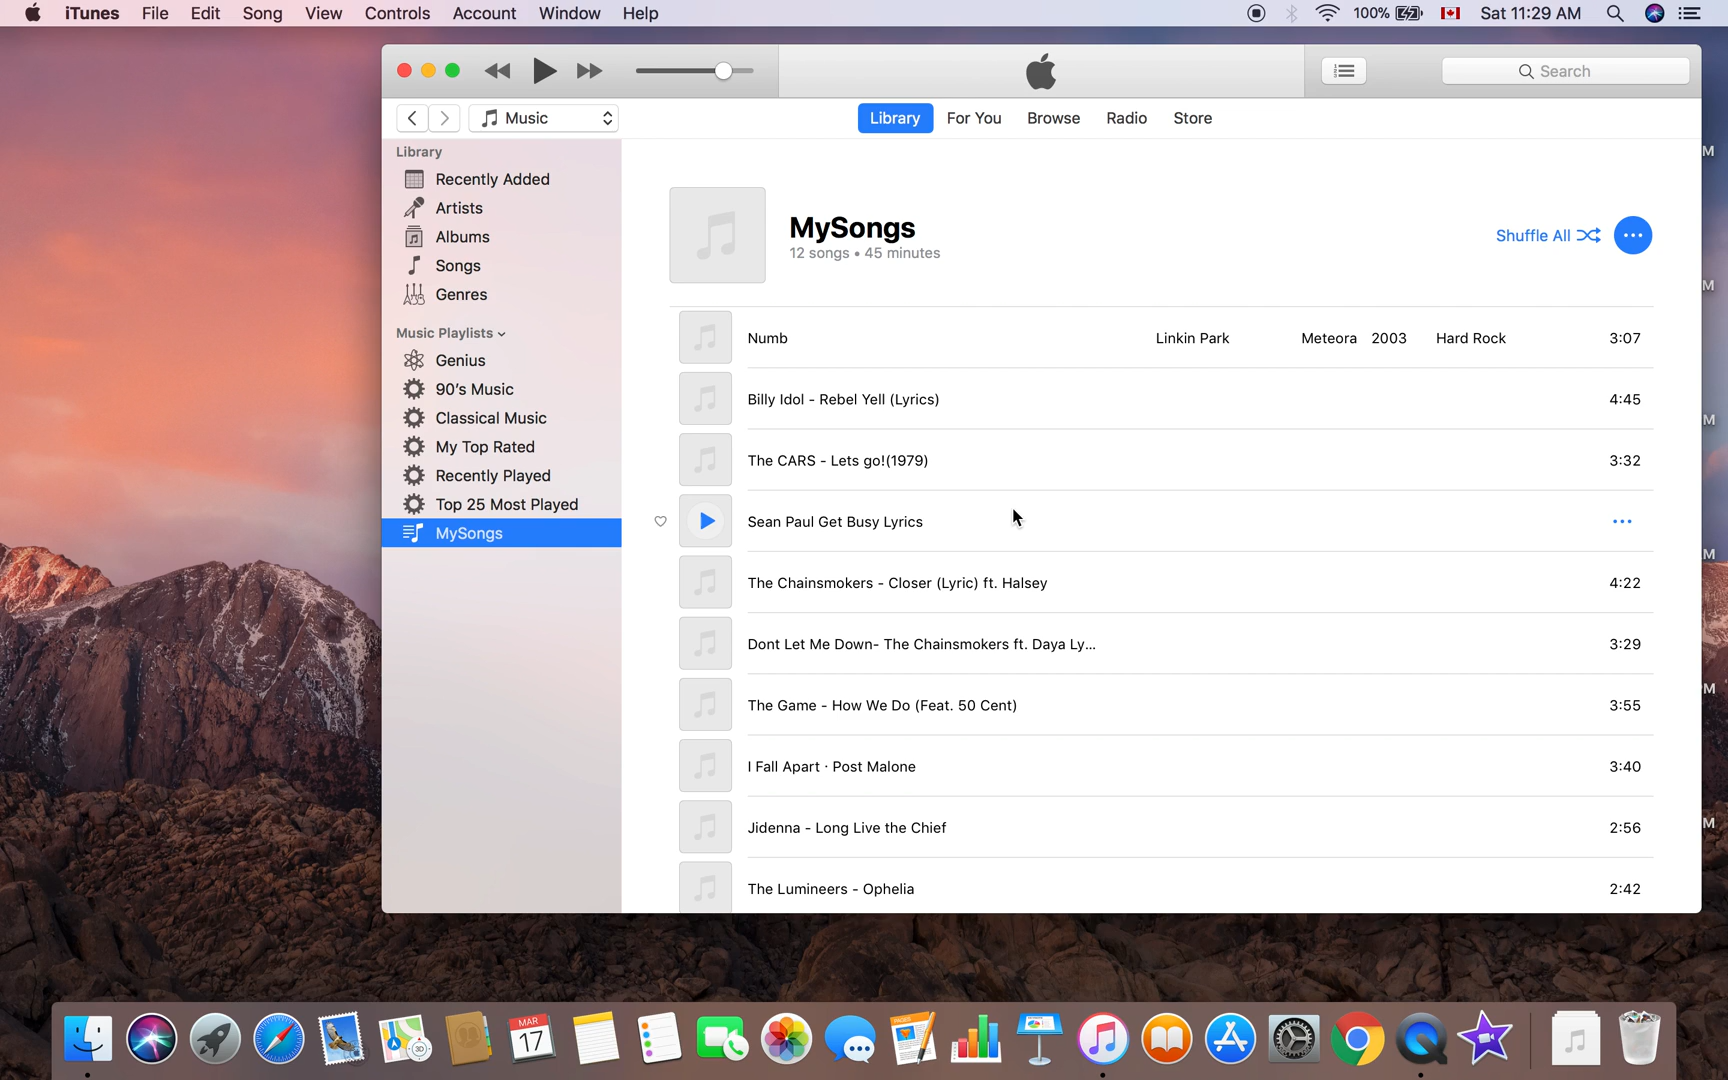 iTunes File Edit Song View Controls Account Window Help 100% Sat 11:29 AM
Search
Music Library For You Browse Radio Store
Library
Recently Added
Artists
Albums
Songs
Genres
Music Playlists
Genius
90's Music
Classical Music
My Top Rated
Recently Played
Top 25 Most Played
MySongs
MySongs
12 songs • 45 minutes
Shuffle All
Numb Linkin Park Meteora 2003 Hard Rock 3:07
Billy Idol - Rebel Yell (Lyrics) 4:45
The CARS - Lets go!(1979) 3:32
Sean Paul Get Busy Lyrics
The Chainsmokers - Closer (Lyric) ft. Halsey 4:22
Dont Let Me Down- The Chainsmokers ft. Daya Ly... 3:29
The Game - How We Do (Feat. 50 Cent) 3:55
I Fall Apart · Post Malone 3:40
Jidenna - Long Live the Chief 2:56
The Lumineers - Ophelia 2:42
M
M
M
M
M
M
MAR
17
3D
PAGES